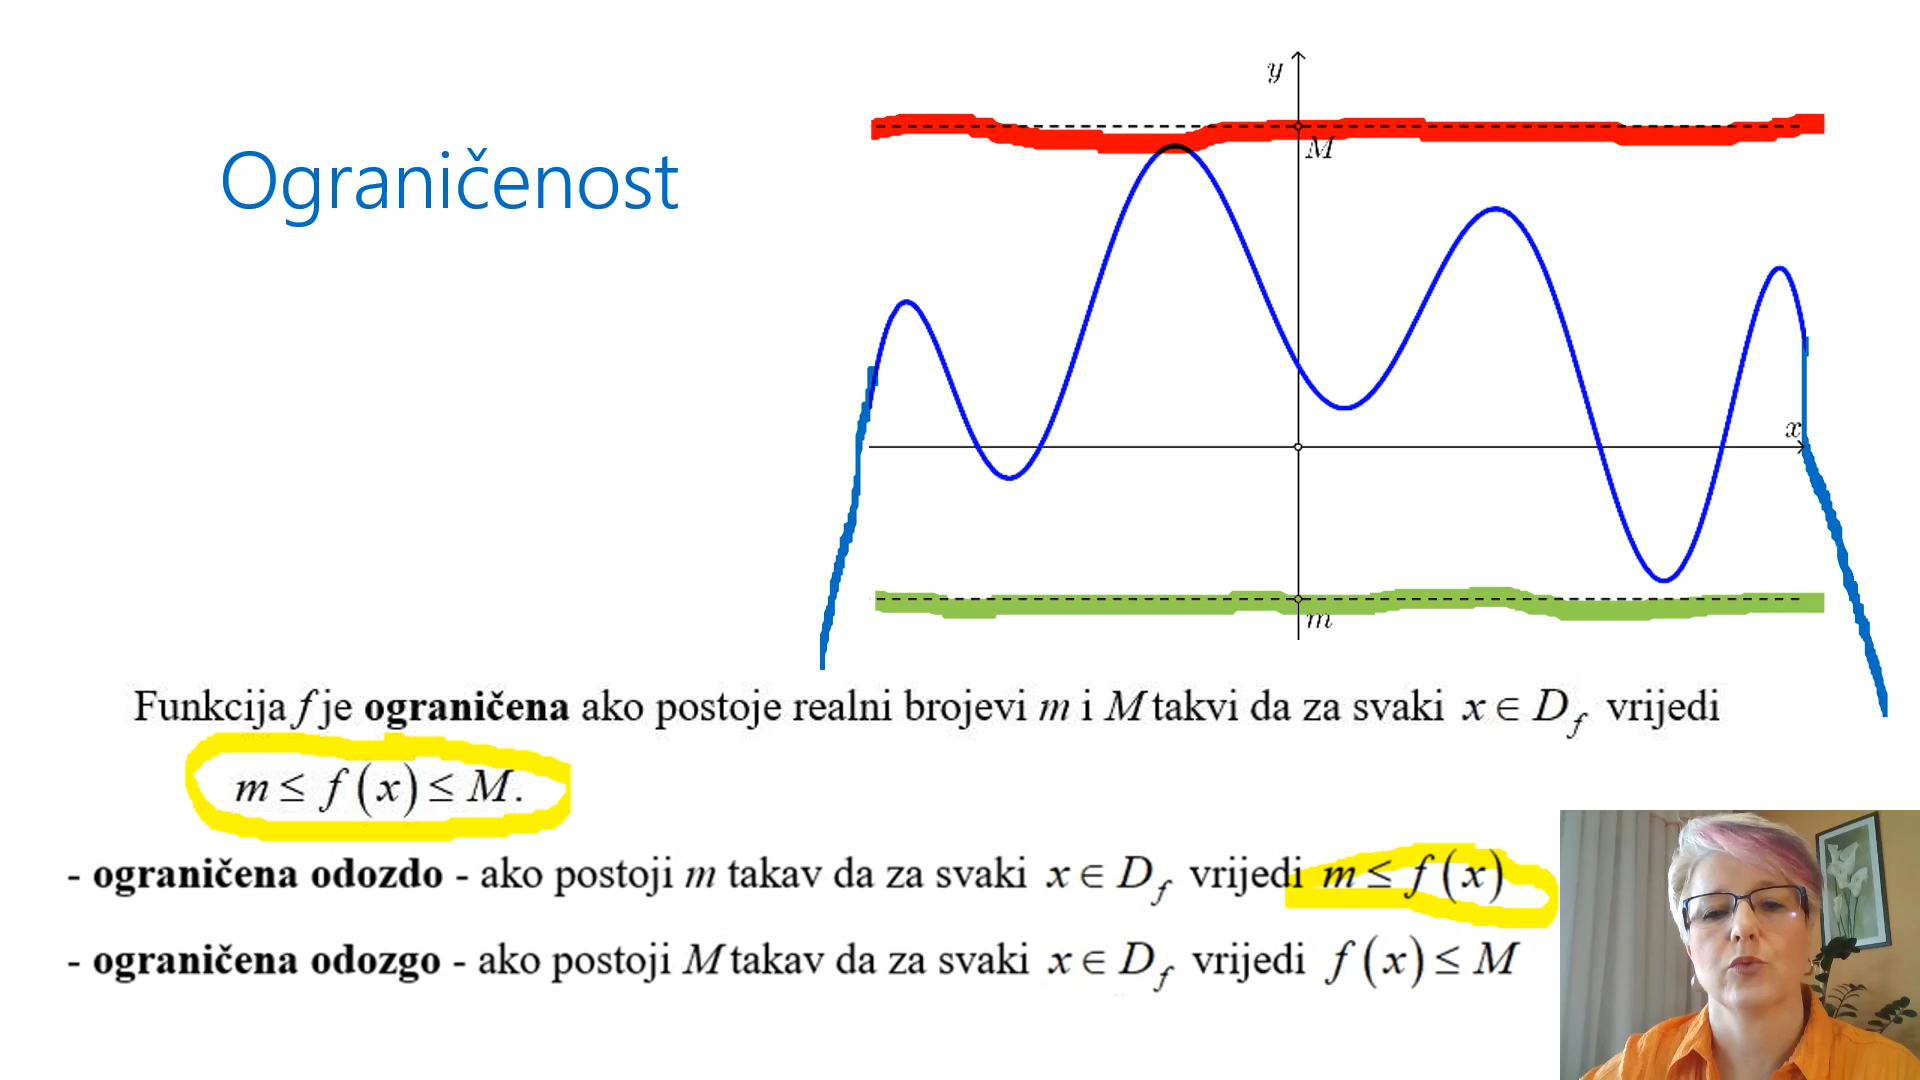 Ograničenost
y
M
x
m
Funkcija f je ograničena ako postoje realni brojevi m i M takvi da za svaki x ∈ D_f vrijedi
m ≤ f(x) ≤ M.
- ograničena odozdo - ako postoji m takav da za svaki x ∈ D_f vrijedi m ≤ f(x)
- ograničena odozgo - ako postoji M takav da za svaki x ∈ D_f vrijedi f(x) ≤ M